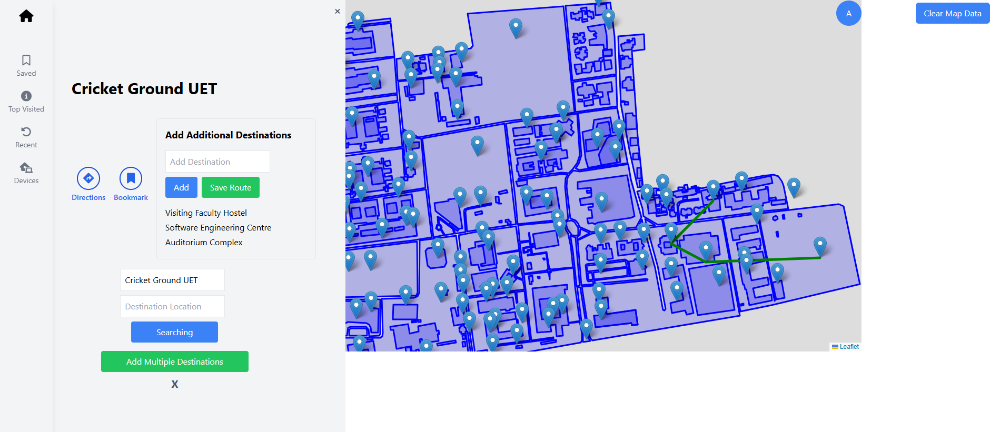 ×
A
Clear Map Data
Saved
Top Visited
Recent
Devices
Cricket Ground UET
Directions
Bookmark
Add Additional Destinations
Add Destination
Add
Save Route
Visiting Faculty Hostel
Software Engineering Centre
Auditorium Complex
Cricket Ground UET
Destination Location
Searching
Add Multiple Destinations
X
Leaflet